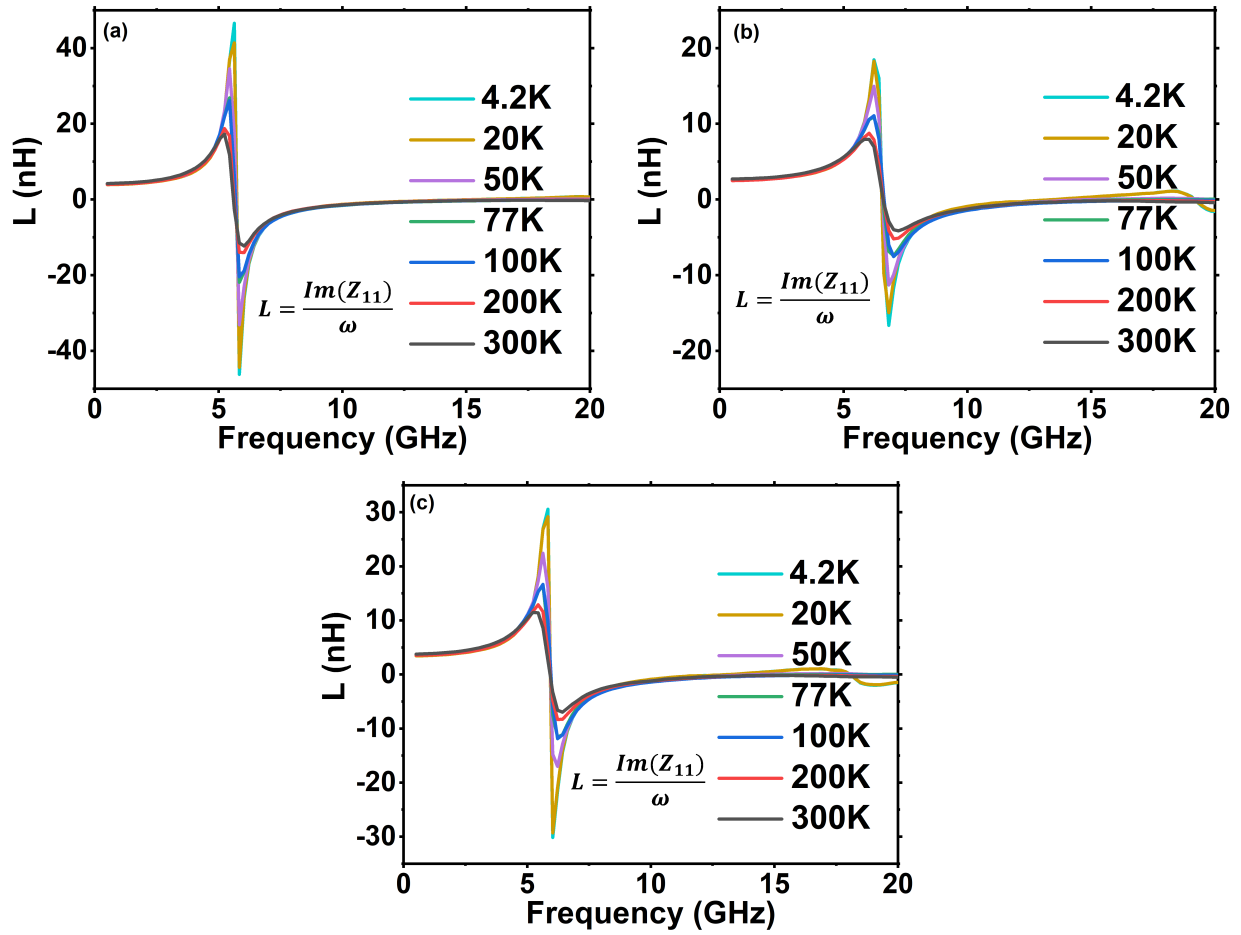 (a)
L (nH)
40
20
0
-20
-40
4.2K
20K
50K
77K
100K
200K
300K
L = Im(Z₁₁)/ω
0 5 10 15 20
Frequency (GHz)
(b)
L (nH)
20
10
0
-10
-20
4.2K
20K
50K
77K
100K
200K
300K
L = Im(Z₁₁)/ω
0 5 10 15 20
Frequency (GHz)
(c)
L (nH)
30
20
10
0
-10
-20
-30
4.2K
20K
50K
77K
100K
200K
300K
L = Im(Z₁₁)/ω
0 5 10 15 20
Frequency (GHz)